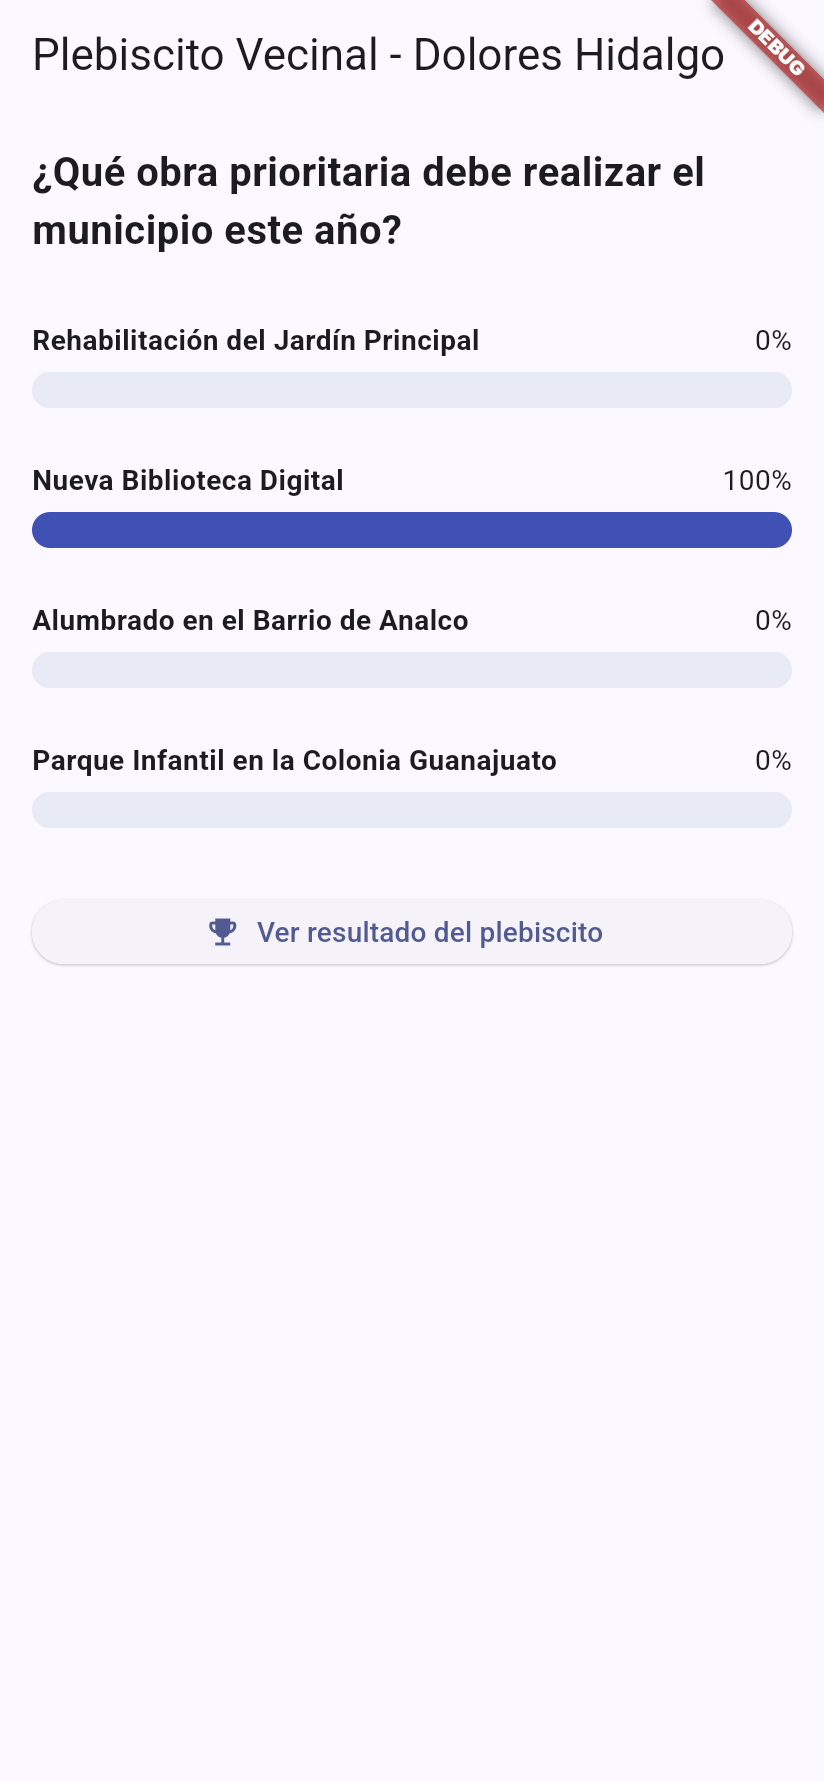 Plebiscito Vecinal - Dolores Hidalgo
DEBUG
¿Qué obra prioritaria debe realizar el
municipio este año?
Rehabilitación del Jardín Principal 0%
Nueva Biblioteca Digital 100%
Alumbrado en el Barrio de Analco 0%
Parque Infantil en la Colonia Guanajuato 0%
Ver resultado del plebiscito